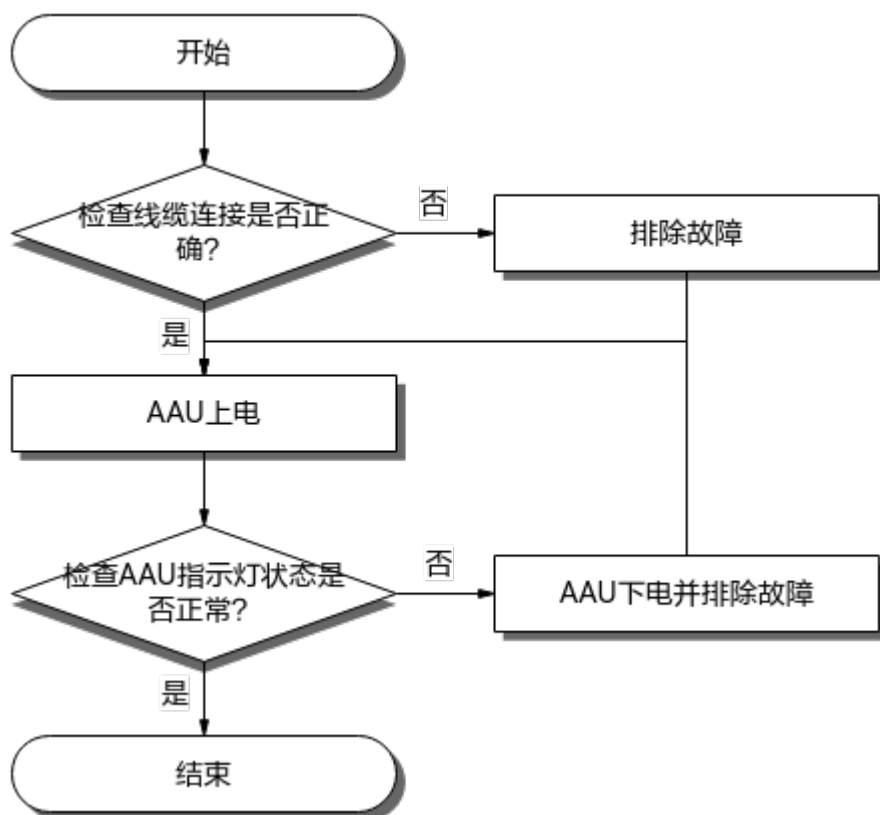 开始
检查线缆连接是否正
确?
否
排除故障
是
AAU上电
检查AAU指示灯状态是
否正常?
否
AAU下电并排除故障
是
结束